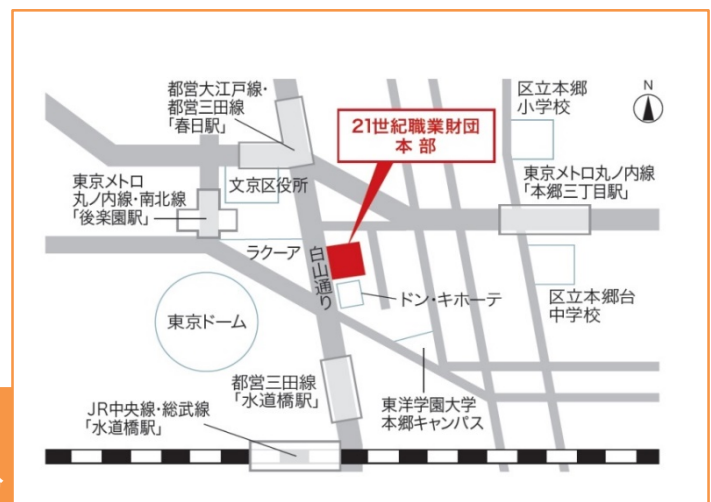 都営大江戸線・
都営三田線
「春日駅」
21世紀職業財団
本部
区立本郷
小学校
N
東京メトロ
丸ノ内線・南北線
「後楽園駅」
文京区役所
東京メトロ丸ノ内線
「本郷三丁目駅」
ラクーア
白山通り
ドン・キホーテ
区立本郷台
中学校
東京ドーム
都営三田線
「水道橋駅」
東洋学園大学
本郷キャンパス
JR中央線・総武線
「水道橋駅」